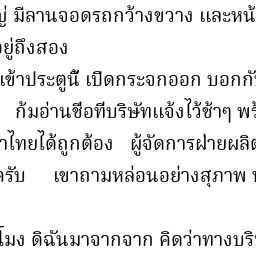 ญ่ มีลานจอดรถกว้างขวาง และหน้
อยู่ถึงสอง
เข้าประตูนี้ เปิดกระจกออก บอกกั
ก้มอ่านชื่อที่บริษัทแจ้งไว้ช้าๆ พร้
าไทยได้ถูกต้อง ผู้จัดการฝ่ายผลิต
ครับ เขาถามหล่อนอย่างสุภาพ
โมง ดิฉันมาจากจาก คิดว่าทางบริ